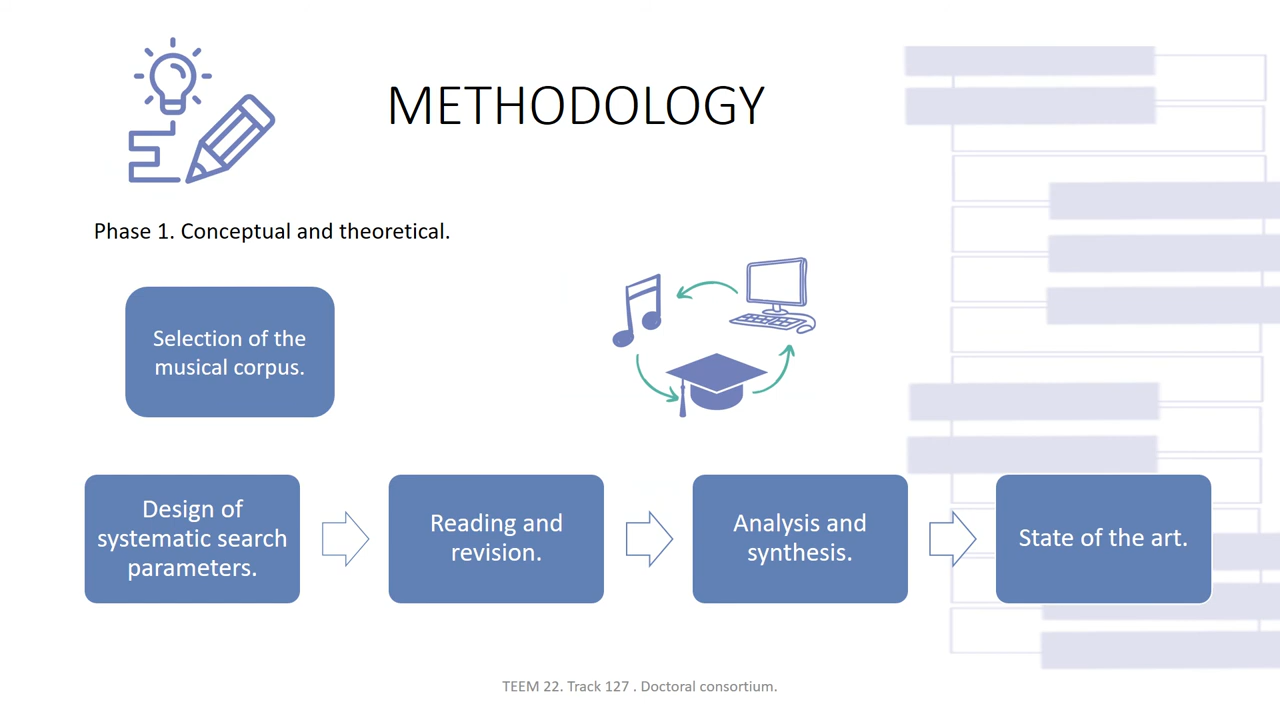 METHODOLOGY
Phase 1. Conceptual and theoretical.
Selection of the
musical corpus.
Design of
systematic search
parameters.
Reading and
revision.
Analysis and
synthesis.
State of the art.
TEEM 22. Track 127 . Doctoral consortium.